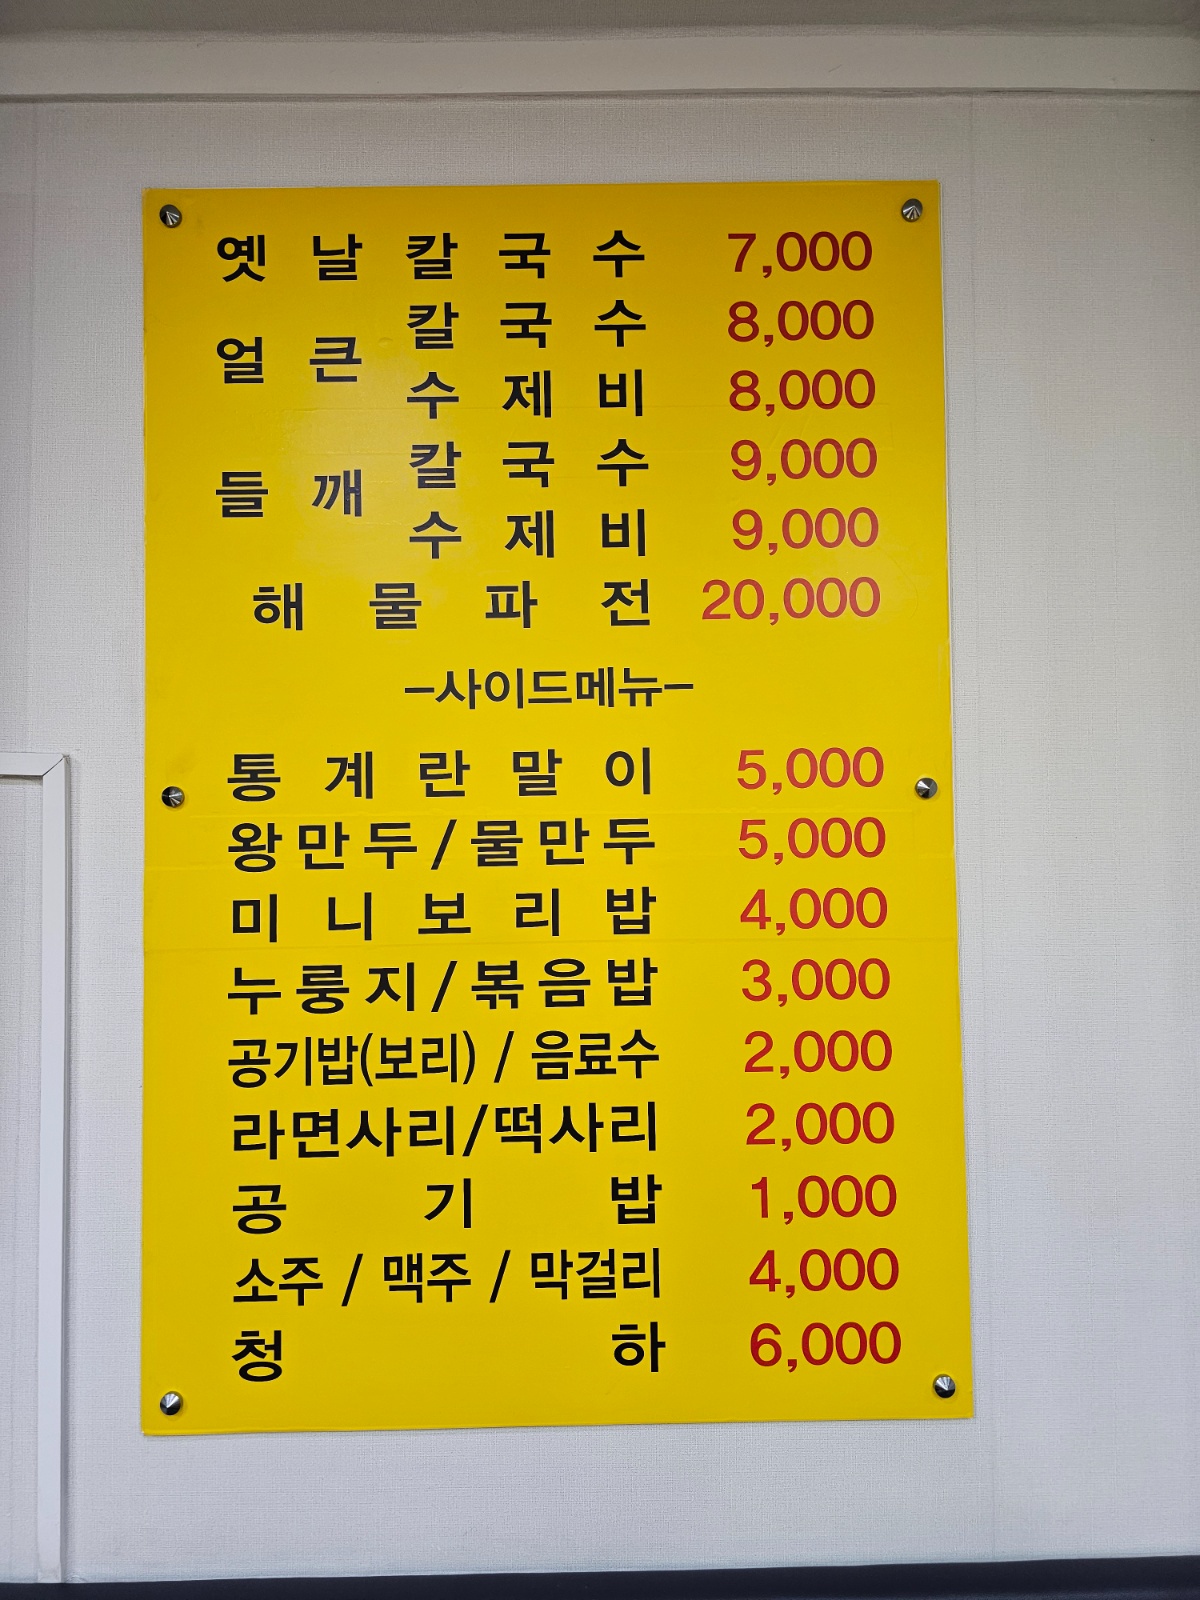 옛날칼국수 7,000
얼큰 칼국수 8,000
수제비 8,000
들깨 칼국수 9,000
수제비 9,000
해물파전 20,000
-사이드메뉴-
통계란말이 5,000
왕만두/물만두 5,000
미니보리밥 4,000
누룽지/볶음밥 3,000
공기밥(보리) / 음료수 2,000
라면사리/떡사리 2,000
공기밥 1,000
소주 / 맥주 / 막걸리 4,000
청하 6,000